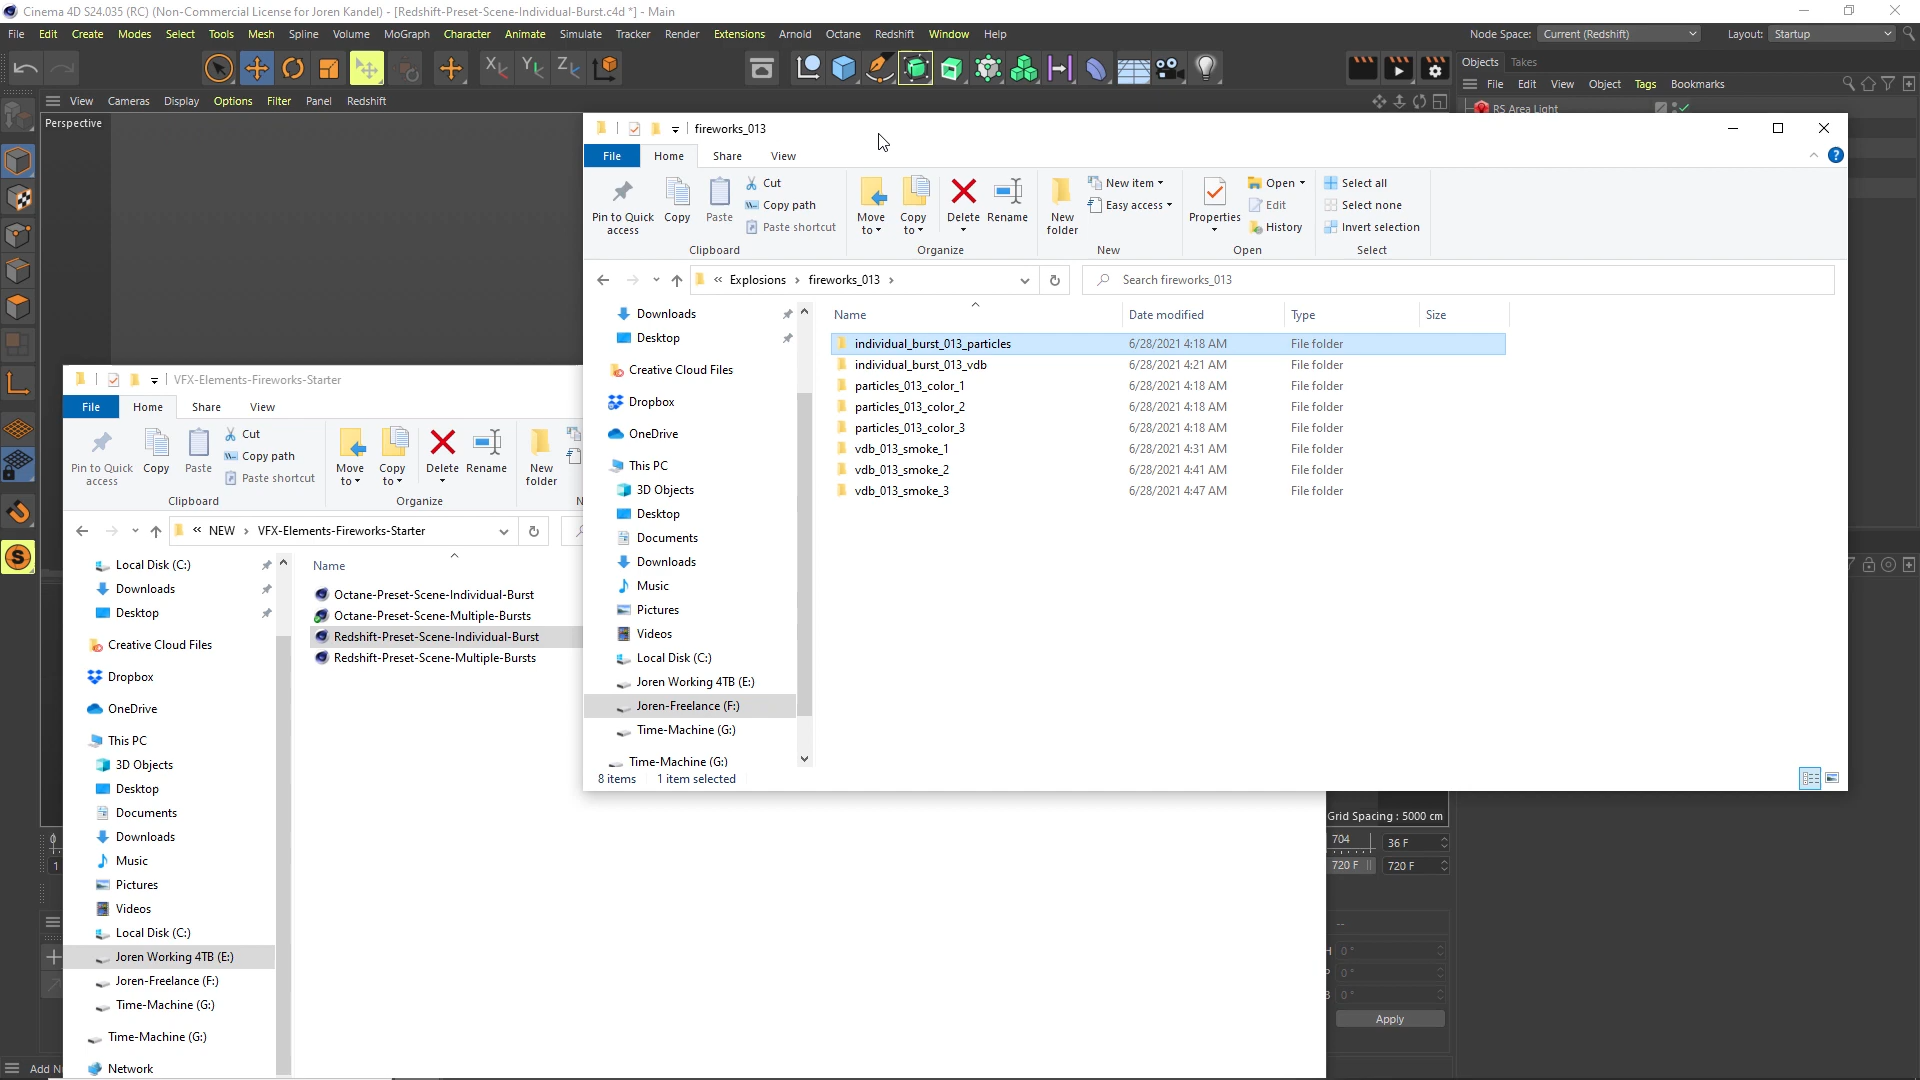 Cinema 4D S24.035 (RC) (Non-Commercial License for Joren Kandel) - [Redshift-Preset-Scene-Individual-Burst.c4d *] - Main
File Edit Create Modes Select Tools Mesh Spline Volume MoGraph Character Animate Simulate Tracker Render Extensions Arnold Octane Redshift Window Help
Node Space: Current (Redshift) Layout: Startup
Objects Takes
File Edit View Object Tags Bookmarks
View Cameras Display Options Filter Panel Redshift
Perspective
RS Area Light
fireworks_013
File Home Share View
Pin to Quick access
Copy
Paste
Cut
Copy path
Paste shortcut
Clipboard
Move to
Copy to
Delete
Rename
Organize
New folder
New item
Easy access
New
Properties
Open
Edit
History
Open
Select all
Select none
Invert selection
Select
« Explosions › fireworks_013 ›
Search fireworks_013
Downloads
Desktop
Creative Cloud Files
Dropbox
OneDrive
This PC
3D Objects
Desktop
Documents
Downloads
Music
Pictures
Videos
Local Disk (C:)
Joren Working 4TB (E:)
Joren-Freelance (F:)
Time-Machine (G:)
Time-Machine (G:)
Name Date modified Type Size
individual_burst_013_particles 6/28/2021 4:18 AM File folder
individual_burst_013_vdb 6/28/2021 4:21 AM File folder
particles_013_color_1 6/28/2021 4:18 AM File folder
particles_013_color_2 6/28/2021 4:18 AM File folder
particles_013_color_3 6/28/2021 4:18 AM File folder
vdb_013_smoke_1 6/28/2021 4:31 AM File folder
vdb_013_smoke_2 6/28/2021 4:41 AM File folder
vdb_013_smoke_3 6/28/2021 4:47 AM File folder
8 items 1 item selected
VFX-Elements-Fireworks-Starter
File Home Share View
Pin to Quick access
Copy
Paste
Cut
Copy path
Paste shortcut
Clipboard
Move to
Copy to
Delete
Rename
Organize
New folder
« NEW › VFX-Elements-Fireworks-Starter
Local Disk (C:)
Downloads
Desktop
Creative Cloud Files
Dropbox
OneDrive
This PC
3D Objects
Desktop
Documents
Downloads
Music
Pictures
Videos
Local Disk (C:)
Joren Working 4TB (E:)
Joren-Freelance (F:)
Time-Machine (G:)
Time-Machine (G:)
Network
Name
Octane-Preset-Scene-Individual-Burst
Octane-Preset-Scene-Multiple-Bursts
Redshift-Preset-Scene-Individual-Burst
Redshift-Preset-Scene-Multiple-Bursts
Grid Spacing : 5000 cm
704 36 F
720 F 720 F
--
H 0 °
P 0 °
B 0 °
Apply